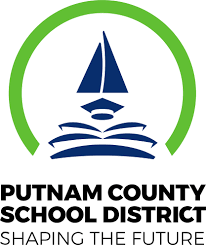 PUTNAM COUNTY
SCHOOL DISTRICT
SHAPING THE FUTURE